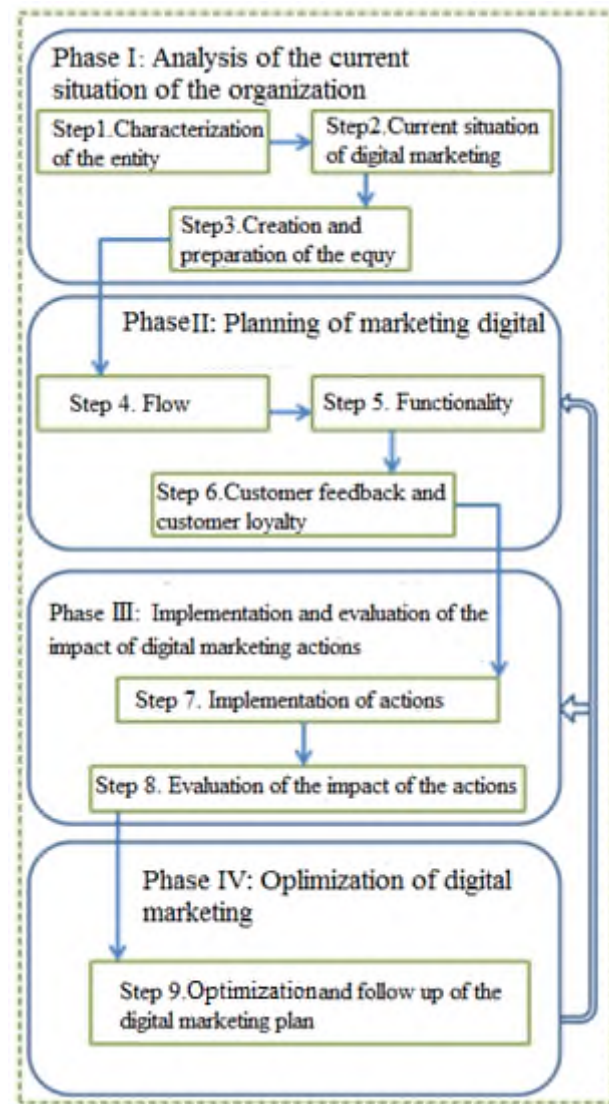 Phase I: Analysis of the current
situation of the organization
Step1.Characterization
of the entity
Step2.Current situation
of digital marketing
Step3.Creation and
preparation of the equy
Phase II: Planning of marketing digital
Step 4. Flow
Step 5. Functionality
Step 6.Customer feedback and
customer loyalty
Phase III: Implementation and evaluation of the
impact of digital marketing actions
Step 7. Implementation of actions
Step 8. Evaluation of the impact of the actions
Phase IV: Oplimization of digital
marketing
Step 9.Optimization and follow up of the
digital marketing plan